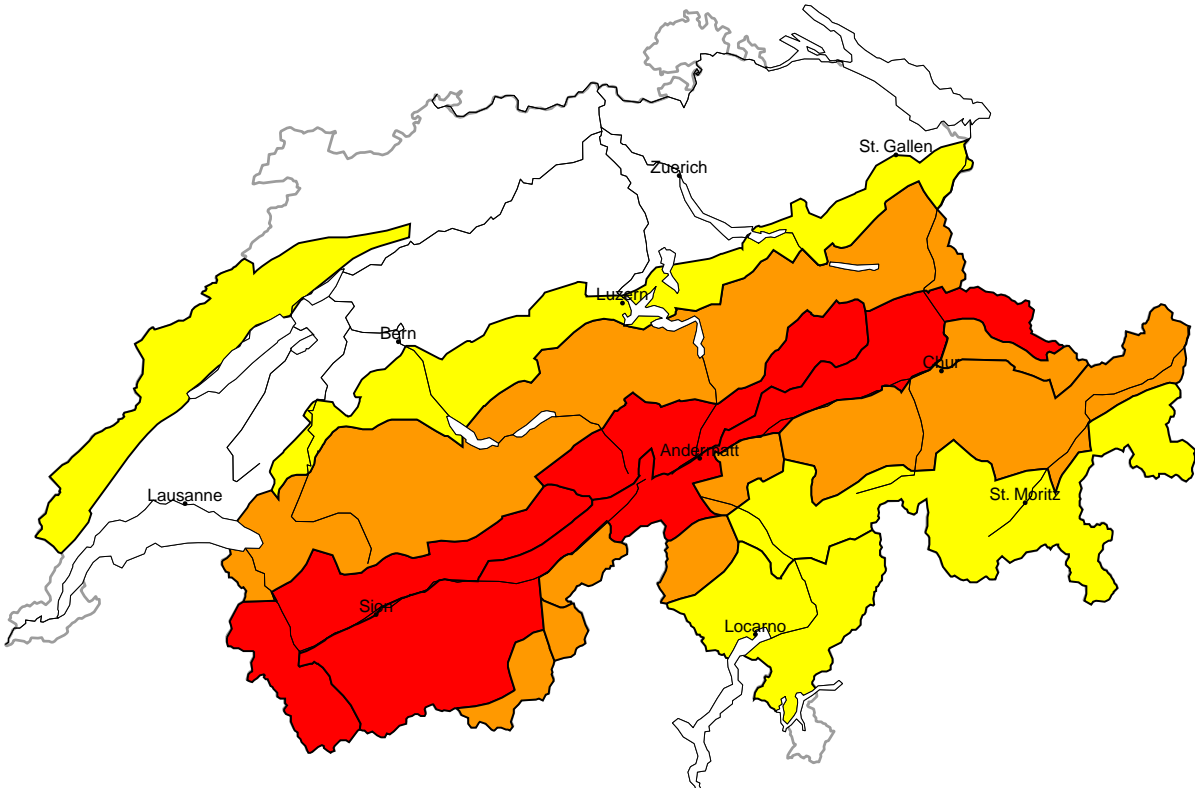 St. Gallen
Zuerich
Luzern
Bern
Chur
Andermatt
Lausanne
St. Moritz
Sion
Locarno